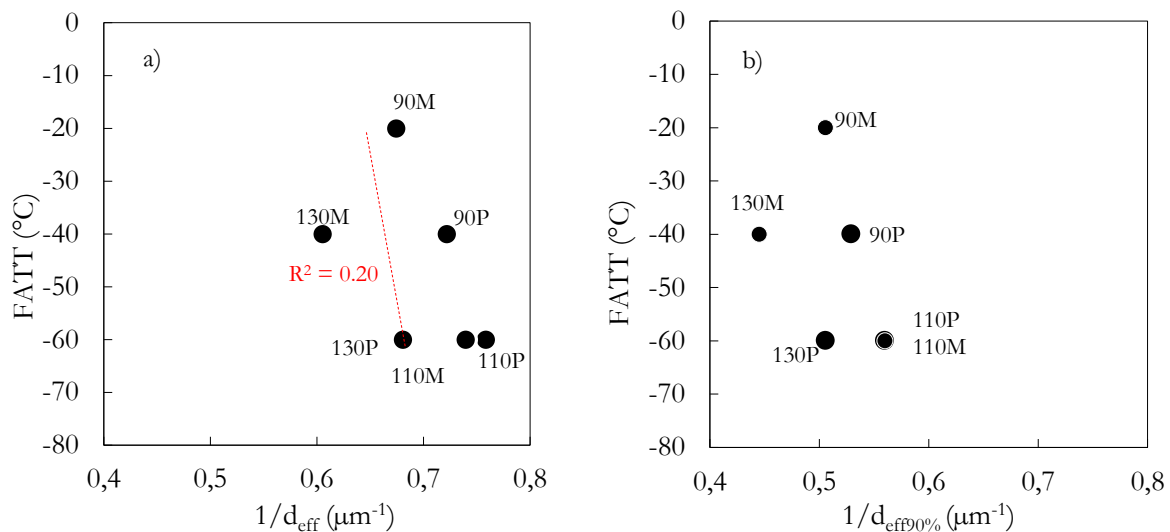 a)
FATT (°C)
0
-10
-20
-30
-40
-50
-60
-70
-80
90M
130M
90P
R² = 0.20
130P
110M
110P
0,4
0,5
0,6
0,7
0,8
1/d_eff (µm⁻¹)
b)
FATT (°C)
0
-10
-20
-30
-40
-50
-60
-70
-80
90M
130M
90P
110P
110M
130P
0,4
0,5
0,6
0,7
0,8
1/d_eff90% (µm⁻¹)